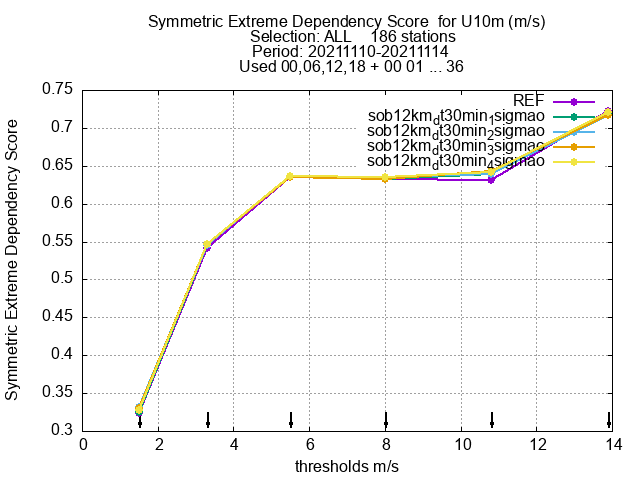 Symmetric Extreme Dependency Score for U10m (m/s)
Selection: ALL 186 stations
Period: 20211110-20211114
Used 00,06,12,18 + 00 01 ... 36
REF
sob12km_dt30min_1sigmao
sob12km_dt30min_2sigmao
sob12km_dt30min_3sigmao
sob12km_dt30min_4sigmao
Symmetric Extreme Dependency Score
0.75
0.7
0.65
0.6
0.55
0.5
0.45
0.4
0.35
0.3
0 2 4 6 8 10 12 14
thresholds m/s